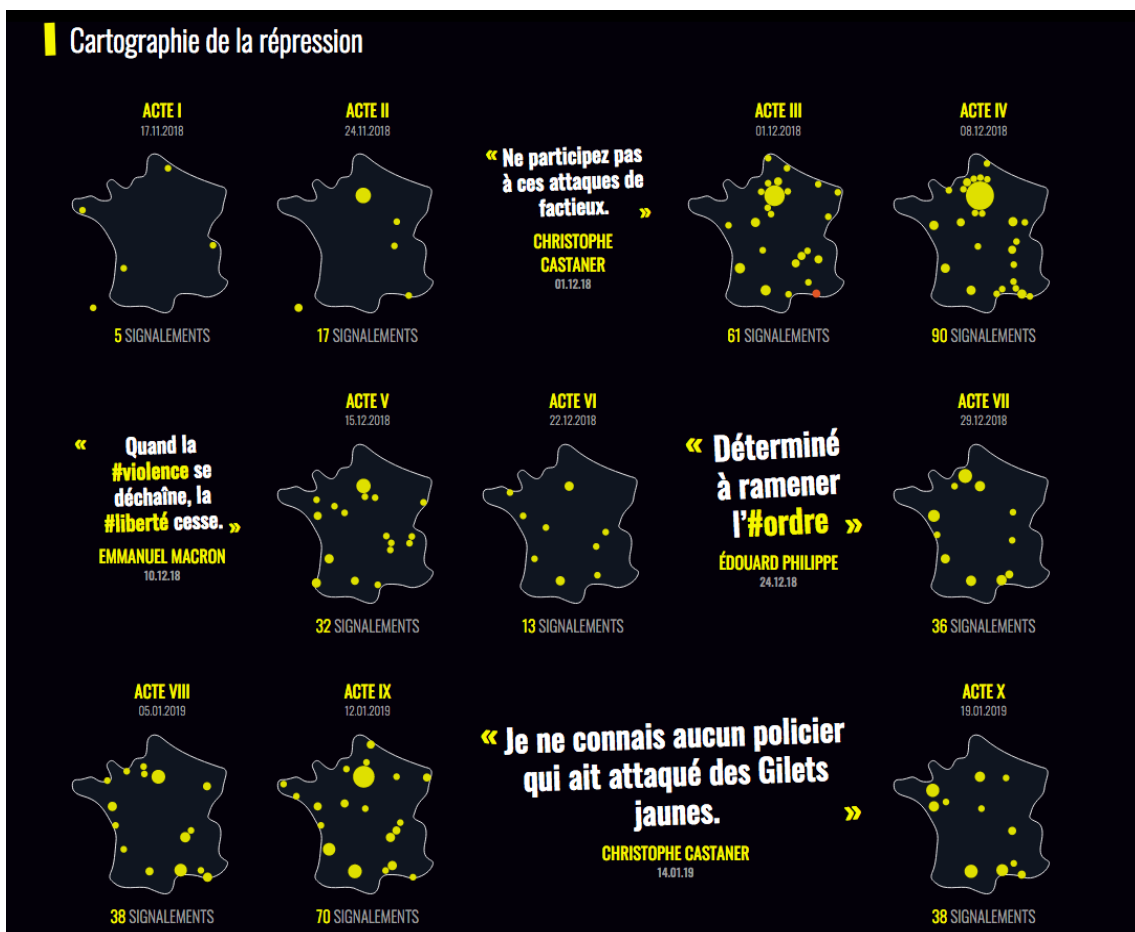 Cartographie de la répression
ACTE I
17.11.2018
5 SIGNALEMENTS
ACTE II
24.11.2018
17 SIGNALEMENTS
« Ne participez pas
à ces attaques de
factieux. »
CHRISTOPHE
CASTANER
01.12.18
ACTE III
01.12.2018
61 SIGNALEMENTS
ACTE IV
08.12.2018
90 SIGNALEMENTS
« Quand la
#violence se
déchaîne, la
#liberté cesse. »
EMMANUEL MACRON
10.12.18
ACTE V
15.12.2018
32 SIGNALEMENTS
ACTE VI
22.12.2018
13 SIGNALEMENTS
« Déterminé
à ramener
l'#ordre »
ÉDOUARD PHILIPPE
24.12.18
ACTE VII
29.12.2018
36 SIGNALEMENTS
ACTE VIII
05.01.2019
38 SIGNALEMENTS
ACTE IX
12.01.2019
70 SIGNALEMENTS
« Je ne connais aucun policier
qui ait attaqué des Gilets
jaunes. »
CHRISTOPHE CASTANER
14.01.19
ACTE X
19.01.2019
38 SIGNALEMENTS